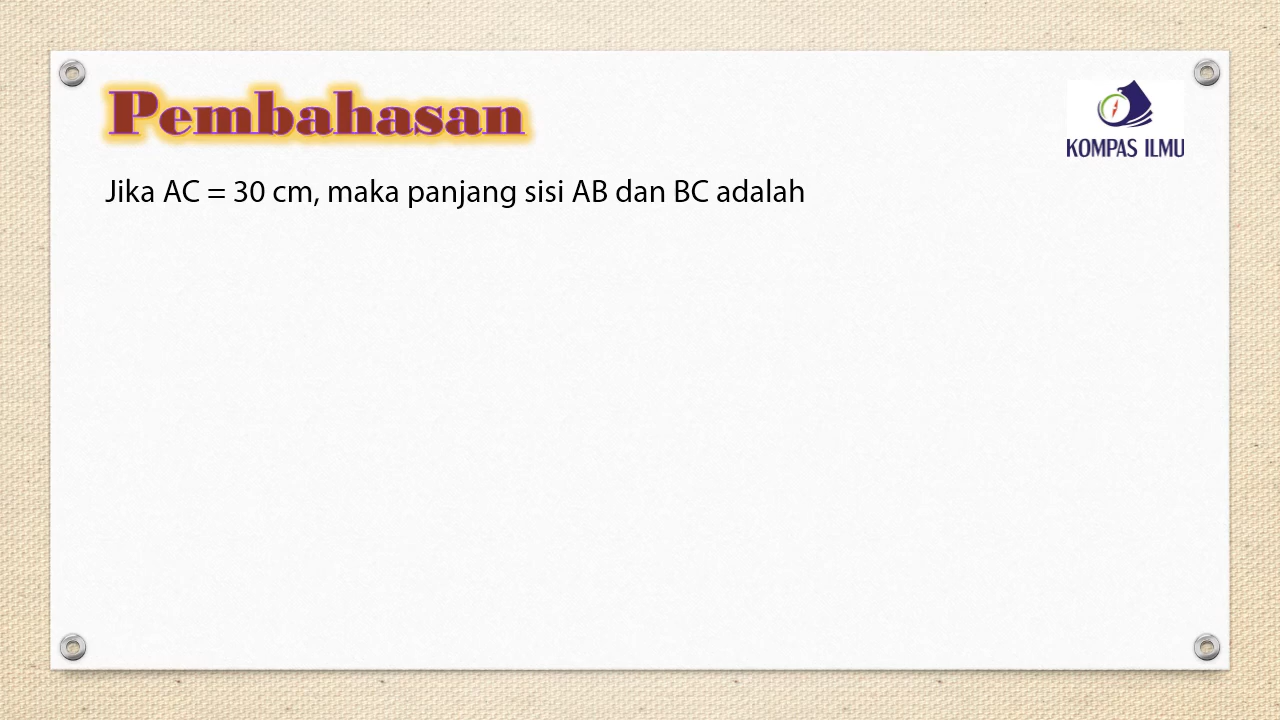 Pembahasan
KOMPAS ILMU
Jika AC = 30 cm, maka panjang sisi AB dan BC adalah